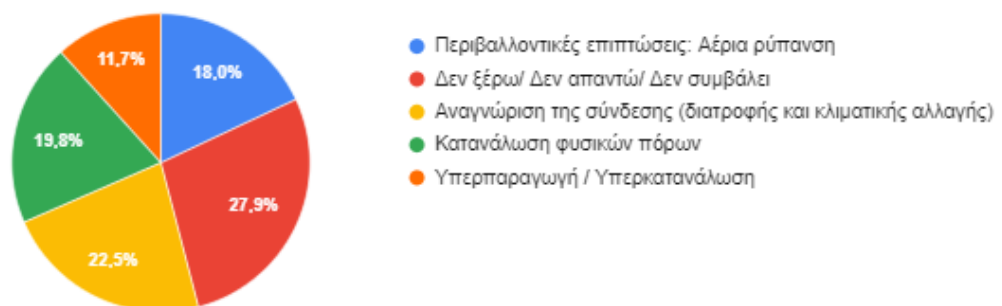 11,7%
18,0%
19,8%
27,9%
22,5%
Περιβαλλοντικές επιπτώσεις: Αέρια ρύπανση
Δεν ξέρω/ Δεν απαντώ/ Δεν συμβάλει
Αναγνώριση της σύνδεσης (διατροφής και κλιματικής αλλαγής)
Κατανάλωση φυσικών πόρων
Υπερπαραγωγή / Υπερκατανάλωση